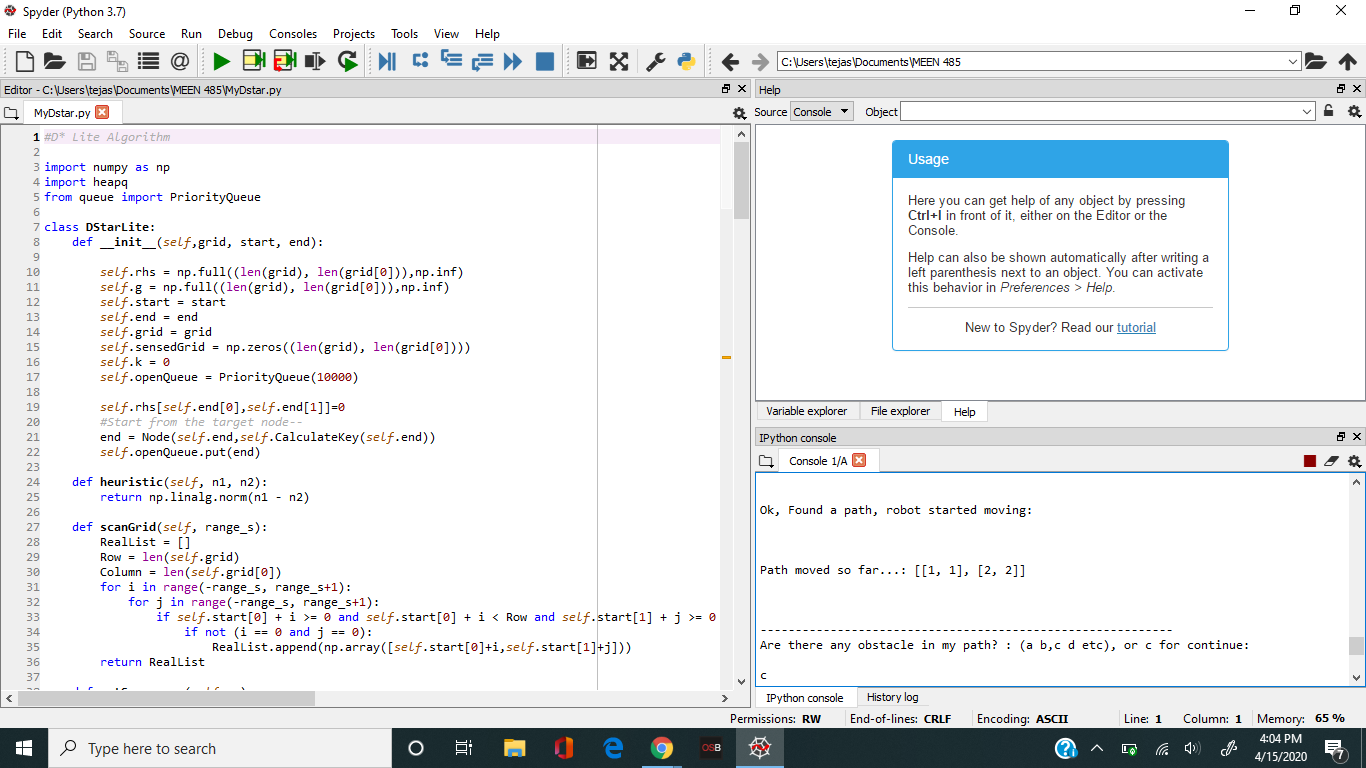 Spyder (Python 3.7)
File Edit Search Source Run Debug Consoles Projects Tools View Help
C:\Users\tejas\Documents\MEEN 485
Editor - C:\Users\tejas\Documents\MEEN 485\MyDstar.py
MyDstar.py
1 #D* Lite Algorithm
2
3 import numpy as np
4 import heapq
5 from queue import PriorityQueue
6
7 class DStarLite:
8     def __init__(self,grid, start, end):
9
10         self.rhs = np.full((len(grid), len(grid[0])),np.inf)
11         self.g = np.full((len(grid), len(grid[0])),np.inf)
12         self.start = start
13         self.end = end
14         self.grid = grid
15         self.sensedGrid = np.zeros((len(grid), len(grid[0])))
16         self.k = 0
17         self.openQueue = PriorityQueue(10000)
18
19         self.rhs[self.end[0],self.end[1]]=0
20         #Start from the target node--
21         end = Node(self.end,self.CalculateKey(self.end))
22         self.openQueue.put(end)
23
24     def heuristic(self, n1, n2):
25         return np.linalg.norm(n1 - n2)
26
27     def scanGrid(self, range_s):
28         RealList = []
29         Row = len(self.grid)
30         Column = len(self.grid[0])
31         for i in range(-range_s, range_s+1):
32             for j in range(-range_s, range_s+1):
33                 if self.start[0] + i >= 0 and self.start[0] + i < Row and self.start[1] + j >= 0
34                     if not (i == 0 and j == 0):
35                         RealList.append(np.array([self.start[0]+i,self.start[1]+j]))
36         return RealList
37
Help
Source Console Object
Usage
Here you can get help of any object by pressing
Ctrl+I in front of it, either on the Editor or the
Console.
Help can also be shown automatically after writing a
left parenthesis next to an object. You can activate
this behavior in Preferences > Help.
New to Spyder? Read our tutorial
Variable explorer File explorer Help
IPython console
Console 1/A
Ok, Found a path, robot started moving:
Path moved so far...: [[1, 1], [2, 2]]
-----------------------------------------------------------
Are there any obstacle in my path? : (a b,c d etc), or c for continue:
c
IPython console History log
Permissions: RW End-of-lines: CRLF Encoding: ASCII Line: 1 Column: 1 Memory: 65 %
Type here to search
OSB
4:04 PM
4/15/2020
7